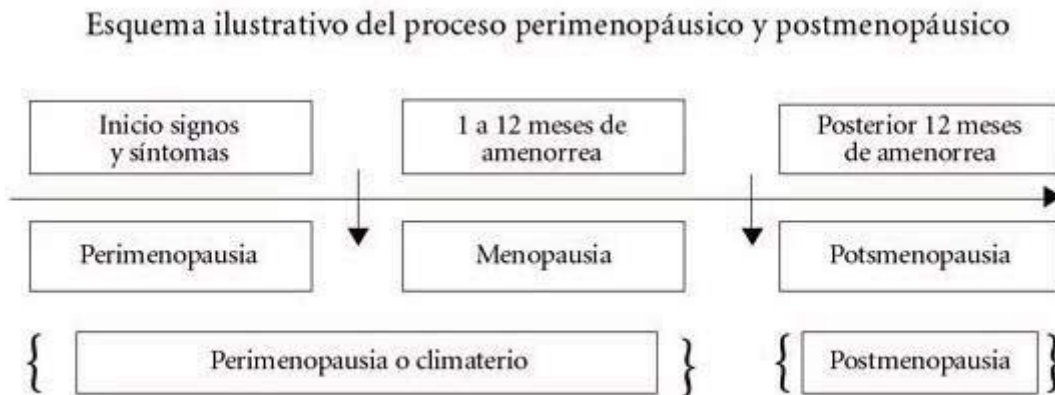 Esquema ilustrativo del proceso perimenopáusico y postmenopáusico
Inicio signos
y síntomas
1 a 12 meses de
amenorrea
Posterior 12 meses
de amenorrea
Perimenopausia
Menopausia
Potsmenopausia
{ Perimenopausia o climaterio }
{ Postmenopausia }